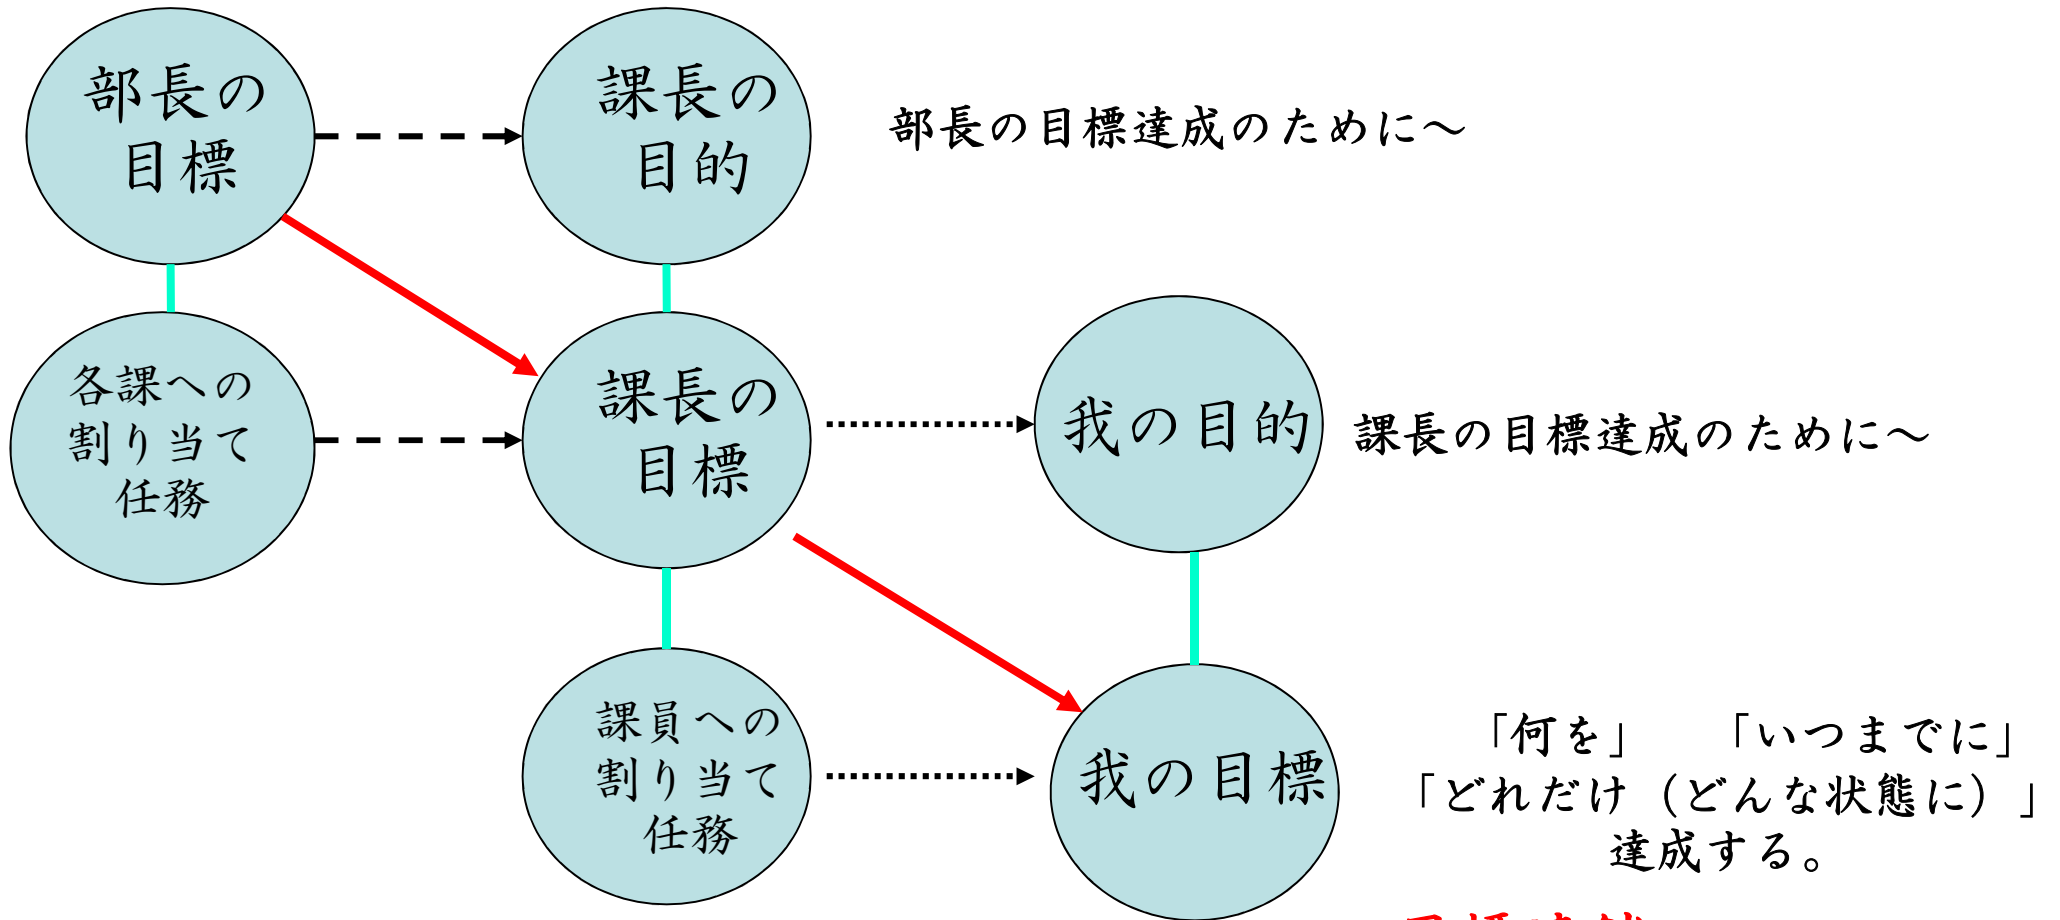 部長の
目標
課長の
目的
部長の目標達成のために～
各課への
割り当て
任務
課長の
目標
我の目的
課長の目標達成のために～
課員への
割り当て
任務
我の目標
「何を」　「いつまでに」
「どれだけ（どんな状態に）」
達成する。